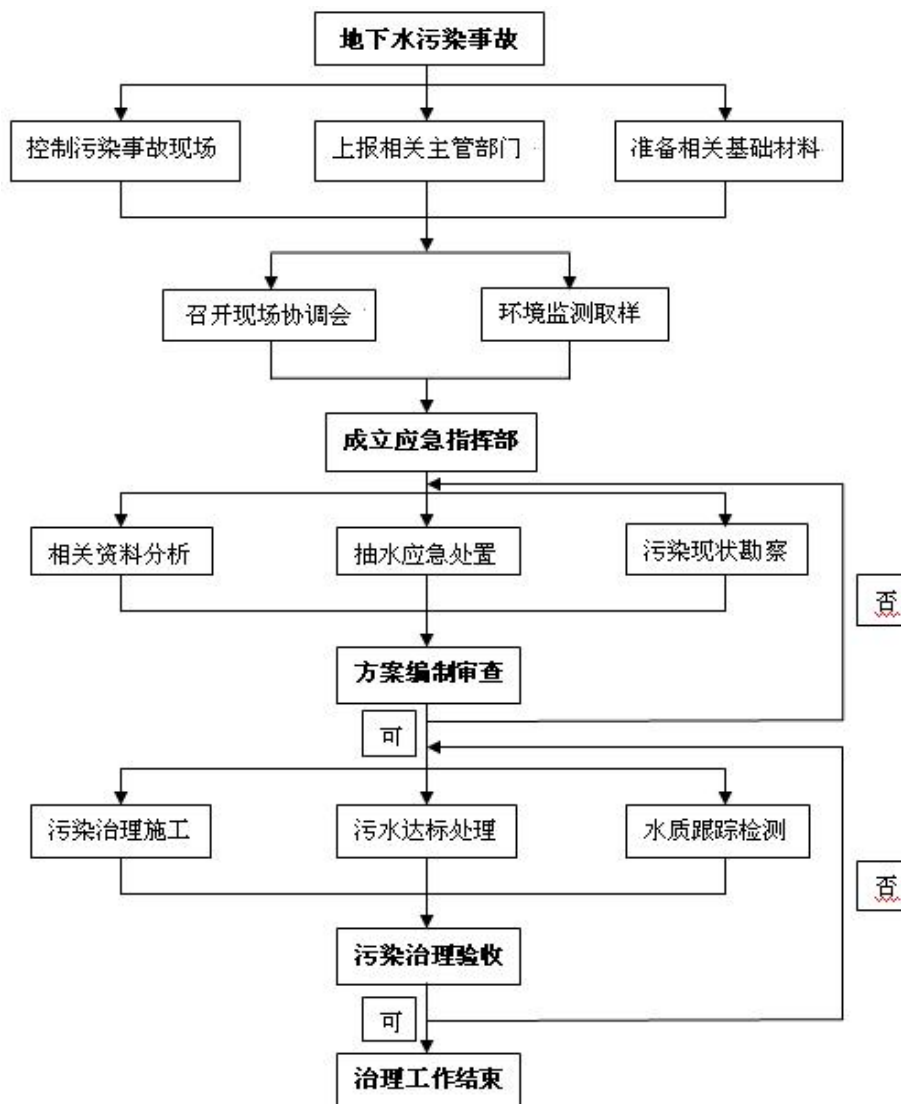 地下水污染事故
控制污染事故现场
上报相关主管部门
准备相关基础材料
召开现场协调会
环境监测取样
成立应急指挥部
相关资料分析
抽水应急处置
污染现状勘察
否
方案编制审查
可
污染治理施工
污水达标处理
水质跟踪检测
否
污染治理验收
可
治理工作结束